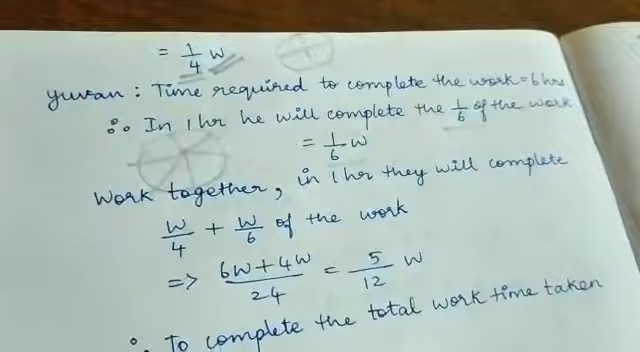 = 1/4 W
Yuvan : Time required to complete the work = 6 hrs
∴ In 1 hr he will complete the 1/6 of the work
= 1/6 W
Work together, in 1 hr they will complete
W/4 + W/6 of the work
=> 6W+4W/24 = 5/12 W
∴ To complete the total work time taken